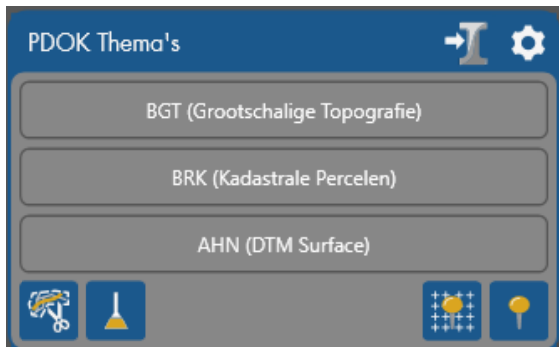 PDOK Thema's
BGT (Grootschalige Topografie)
BRK (Kadastrale Percelen)
AHN (DTM Surface)